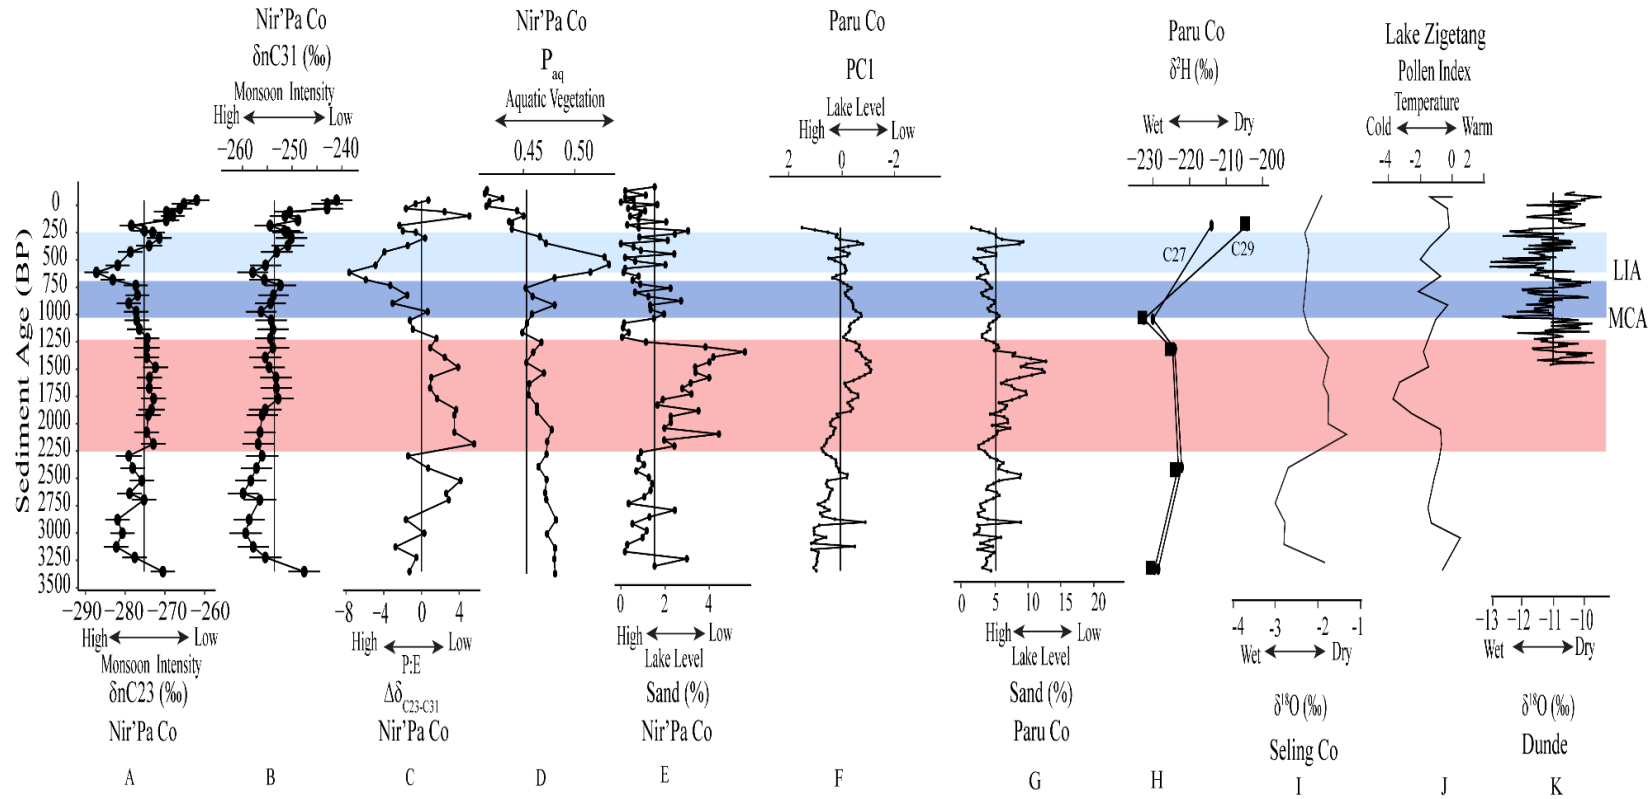 Nir'Pa Co
δnC31 (‰)
Monsoon Intensity
High Low
−260 −250 −240
Nir'Pa Co
Paq
Aquatic Vegetation
0.45 0.50
Paru Co
PC1
Lake Level
High Low
2 0 -2
Paru Co
δ²H (‰)
Wet Dry
−230 −220 −210 −200
Lake Zigetang
Pollen Index
Temperature
Cold Warm
-4 -2 0 2
Sediment Age (BP)
0
250
500
750
1000
1250
1500
1750
2000
2250
2500
2750
3000
3250
3500
C27
C29
LIA
MCA
−290 −280 −270 −260
High Low
Monsoon Intensity
δnC23 (‰)
Nir'Pa Co
A
B
−8 −4 0 4
High Low
P:E
ΔδC23-C31
Nir'Pa Co
C
D
0 2 4
High Low
Lake Level
Sand (%)
Nir'Pa Co
E
F
0 5 10 15 20
High Low
Lake Level
Sand (%)
Paru Co
G
H
-4 -3 -2 -1
Wet Dry
δ¹⁸O (‰)
Seling Co
I
J
−13 −12 −11 −10
Wet Dry
δ¹⁸O (‰)
Dunde
K